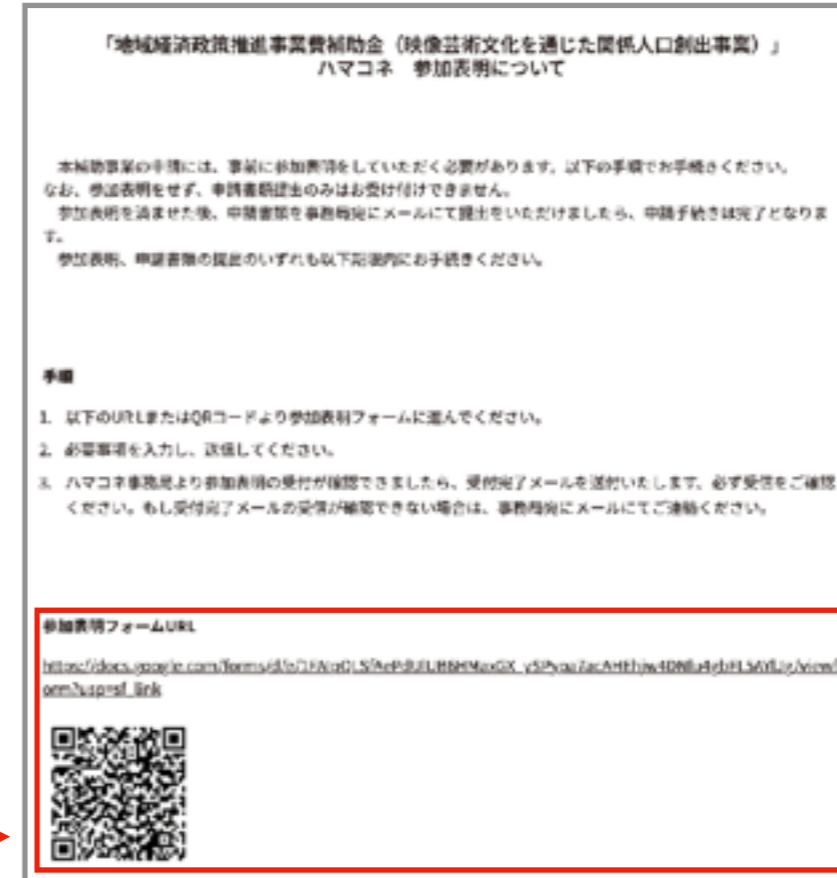 「地域経済政策推進事業費補助金（映像芸術文化を通じた関係人口創出事業）」
ハマコネ　参加表明について
本補助事業の申請には、事前に参加表明をしていただく必要があります。以下の手順でお手続きください。
なお、参加表明をせず、申請書類提出のみはお受け付けできません。
参加表明を済ませた後、申請書類を事務局宛にメールにて提出をいただけましたら、申請手続きは完了となりま
す。
参加表明、申請書類の提出のいずれも以下期間内にお手続きください。
手順
1. 以下のURLまたはQRコードより参加表明フォームに進んでください。
2. 必要事項を入力し、送信してください。
3. ハマコネ事務局より参加表明の受付が確認できましたら、受付完了メールを送付いたします。必ず受信をご確認
ください。もし受付完了メールの受信が確認できない場合は、事務局宛にメールにてご連絡ください。
参加表明フォームURL
https://docs.google.com/forms/d/e/
orm?usp=sf_link